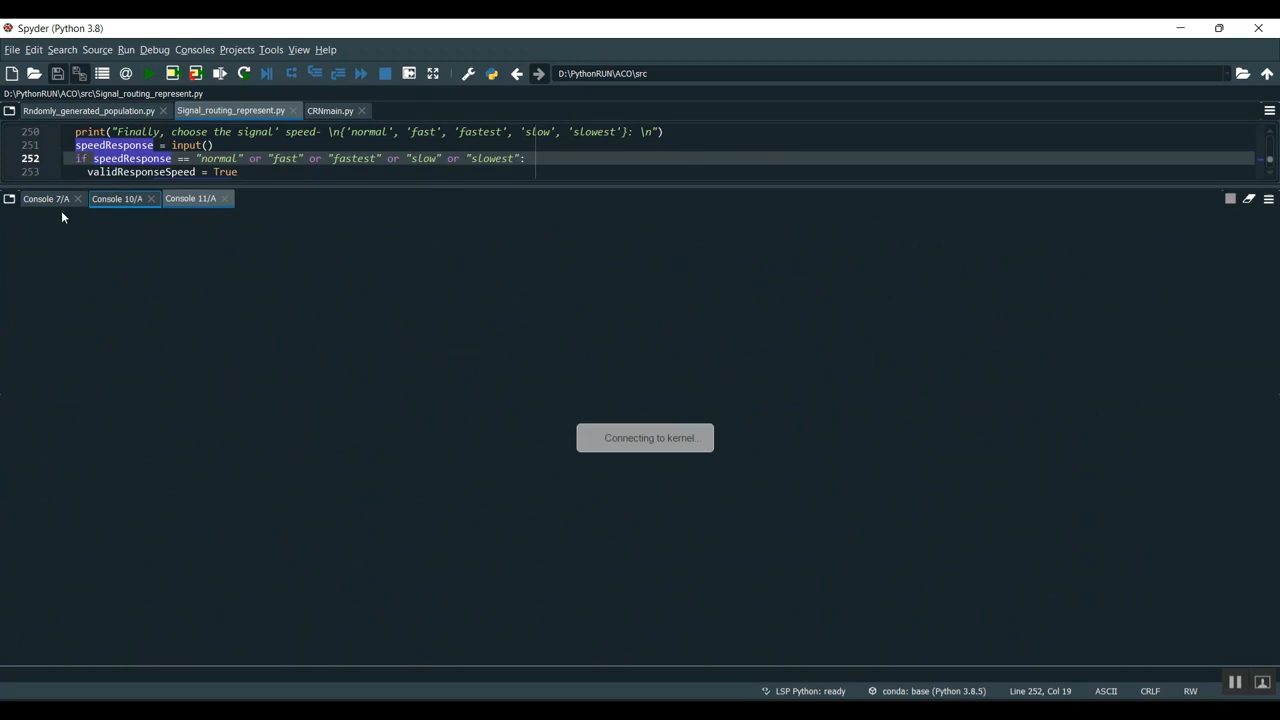 Spyder (Python 3.8)
File Edit Search Source Run Debug Consoles Projects Tools View Help
D:\PythonRUN\ACO\src
D:\PythonRUN\ACO\src\Signal_routing_represent.py
Rndomly_generated_population.py Signal_routing_represent.py CRNmain.py
250 print("Finally, choose the signal' speed- \n{'normal', 'fast', 'fastest', 'slow', 'slowest'}: \n")
251 speedResponse = input()
252 if speedResponse == "normal" or "fast" or "fastest" or "slow" or "slowest":
253 validResponseSpeed = True
Console 7/A Console 10/A Console 11/A
Connecting to kernel...
LSP Python: ready conda: base (Python 3.8.5) Line 252, Col 19 ASCII CRLF RW